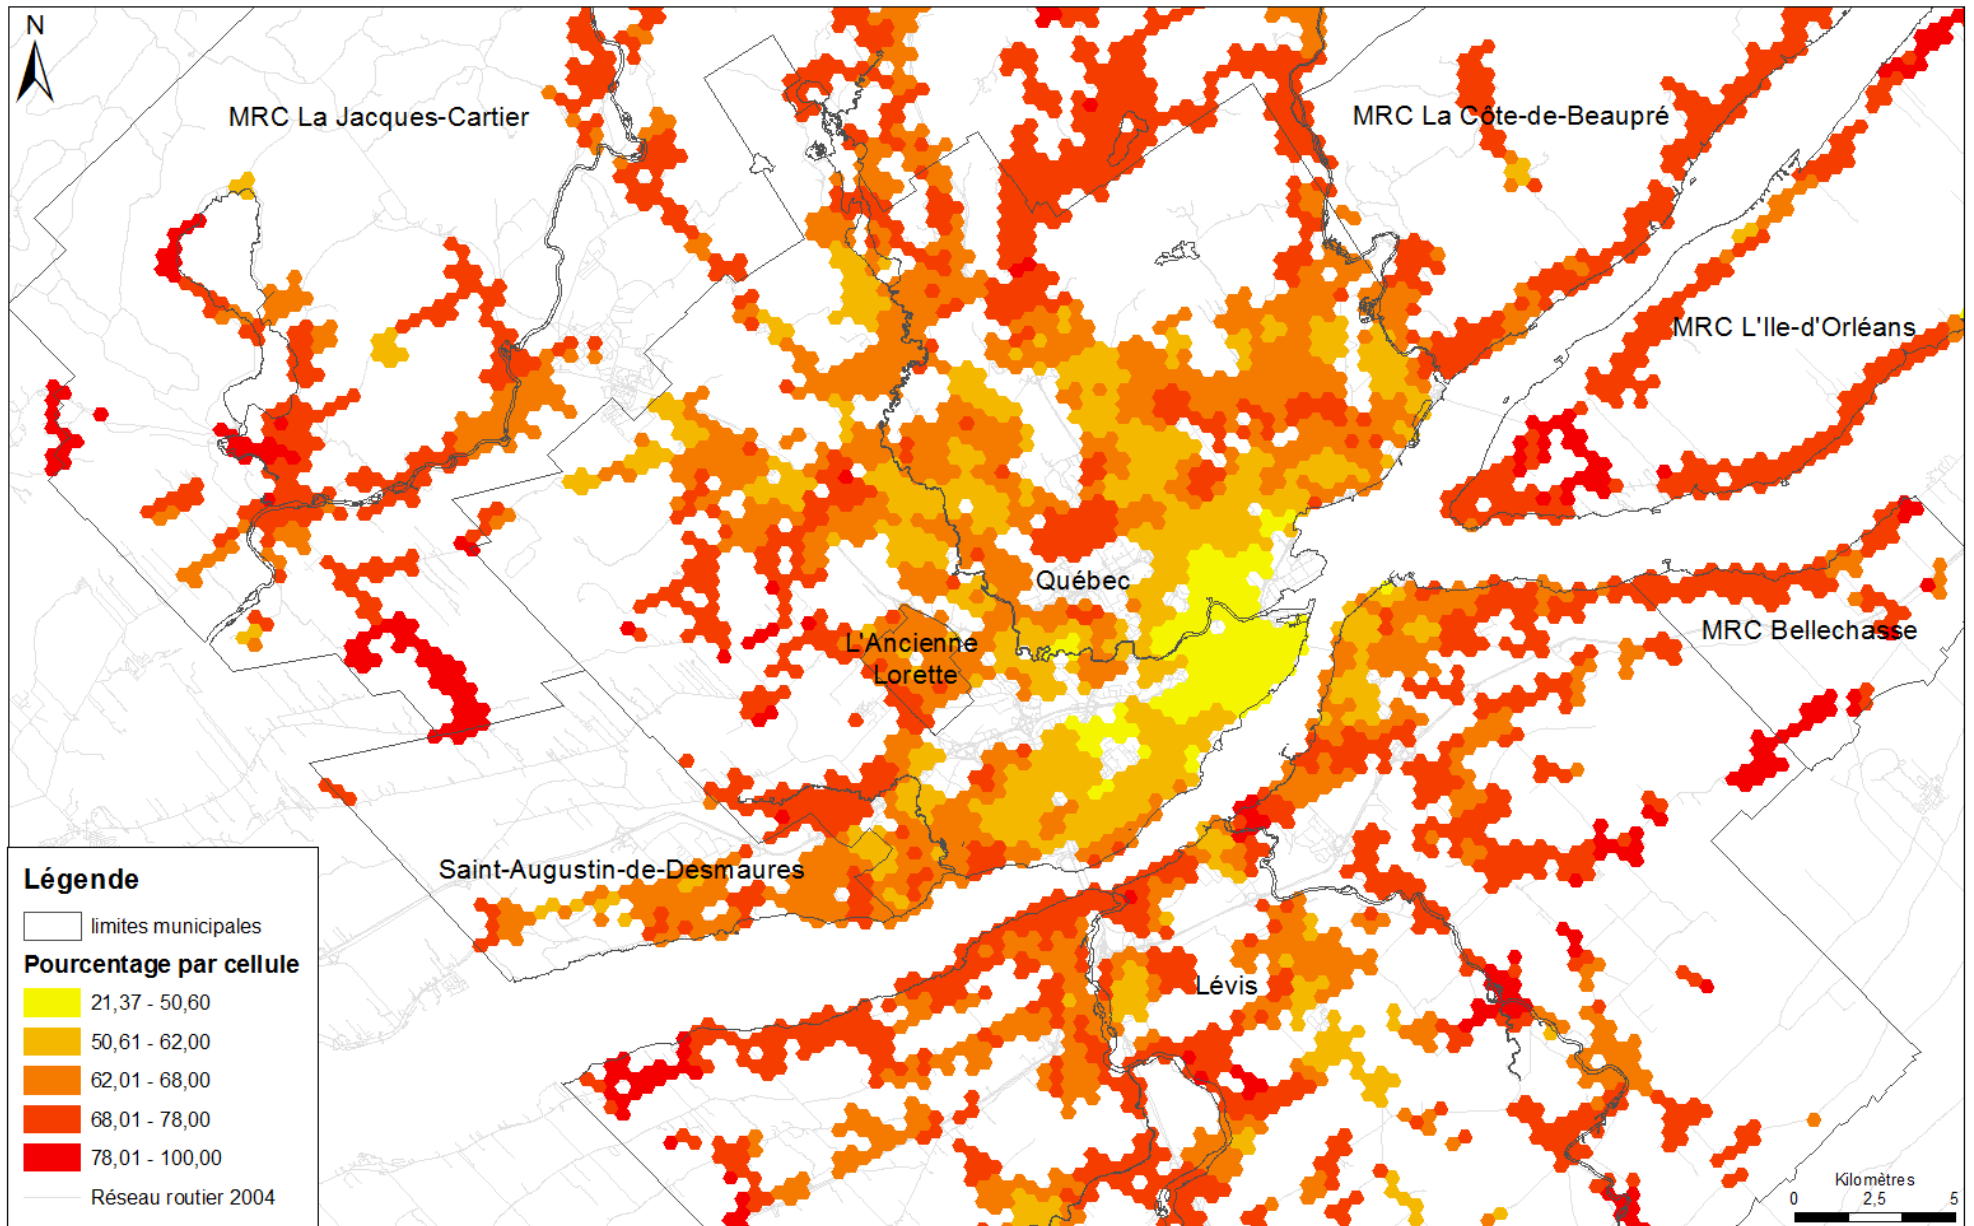 N
MRC La Jacques-Cartier
MRC La Côte-de-Beaupré
MRC L'Ile-d'Orléans
Québec
L'Ancienne
Lorette
MRC Bellechasse
Saint-Augustin-de-Desmaures
Lévis
Légende
limites municipales
Pourcentage par cellule
21,37 - 50,60
50,61 - 62,00
62,01 - 68,00
68,01 - 78,00
78,01 - 100,00
Réseau routier 2004
Kilomètres
0 2,5 5